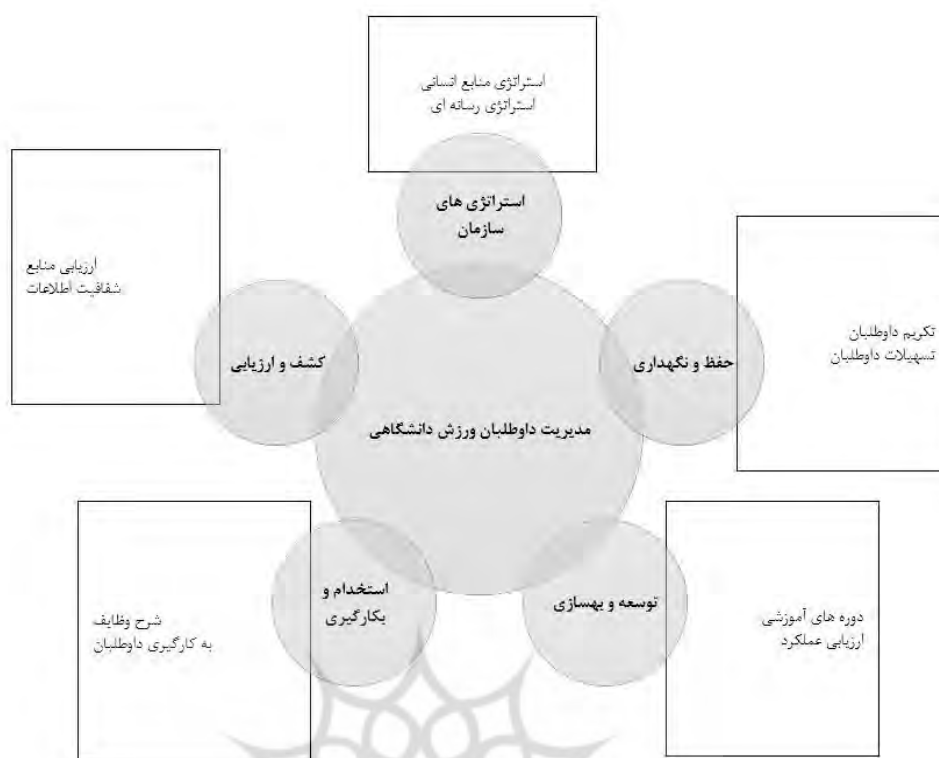 استراتژی منابع انسانی
استراتژی رسانه ای
استراتژی های
سازمان
تکریم داوطلبان
تسهیلات داوطلبان
حفظ و نگهداری
ارزیابی منابع
شفافیت اطلاعات
کشف و ارزیابی
مدیریت داوطلبان ورزش دانشگاهی
دوره های آموزشی
ارزیابی عملکرد
توسعه و بهسازی
استخدام و
بکارگیری
شرح وظایف
به کارگیری داوطلبان